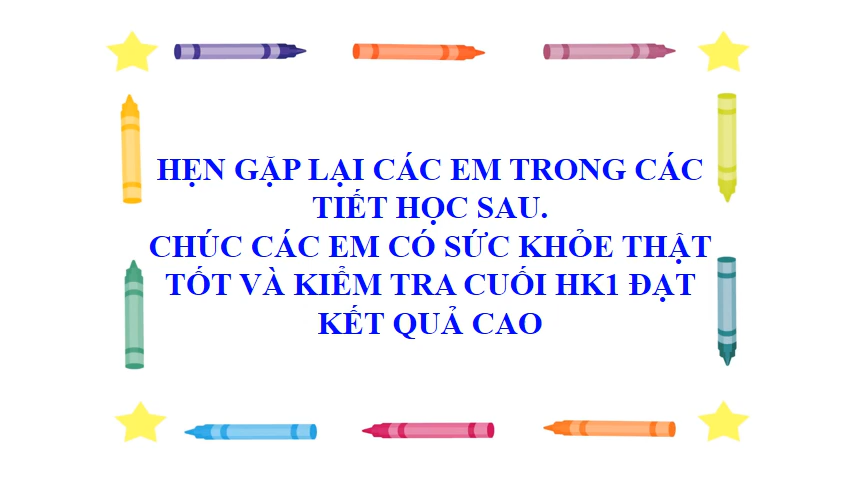 HẸN GẶP LẠI CÁC EM TRONG CÁC
TIẾT HỌC SAU.
CHÚC CÁC EM CÓ SỨC KHỎE THẬT
TỐT VÀ KIỂM TRA CUỐI HK1 ĐẠT
KẾT QUẢ CAO